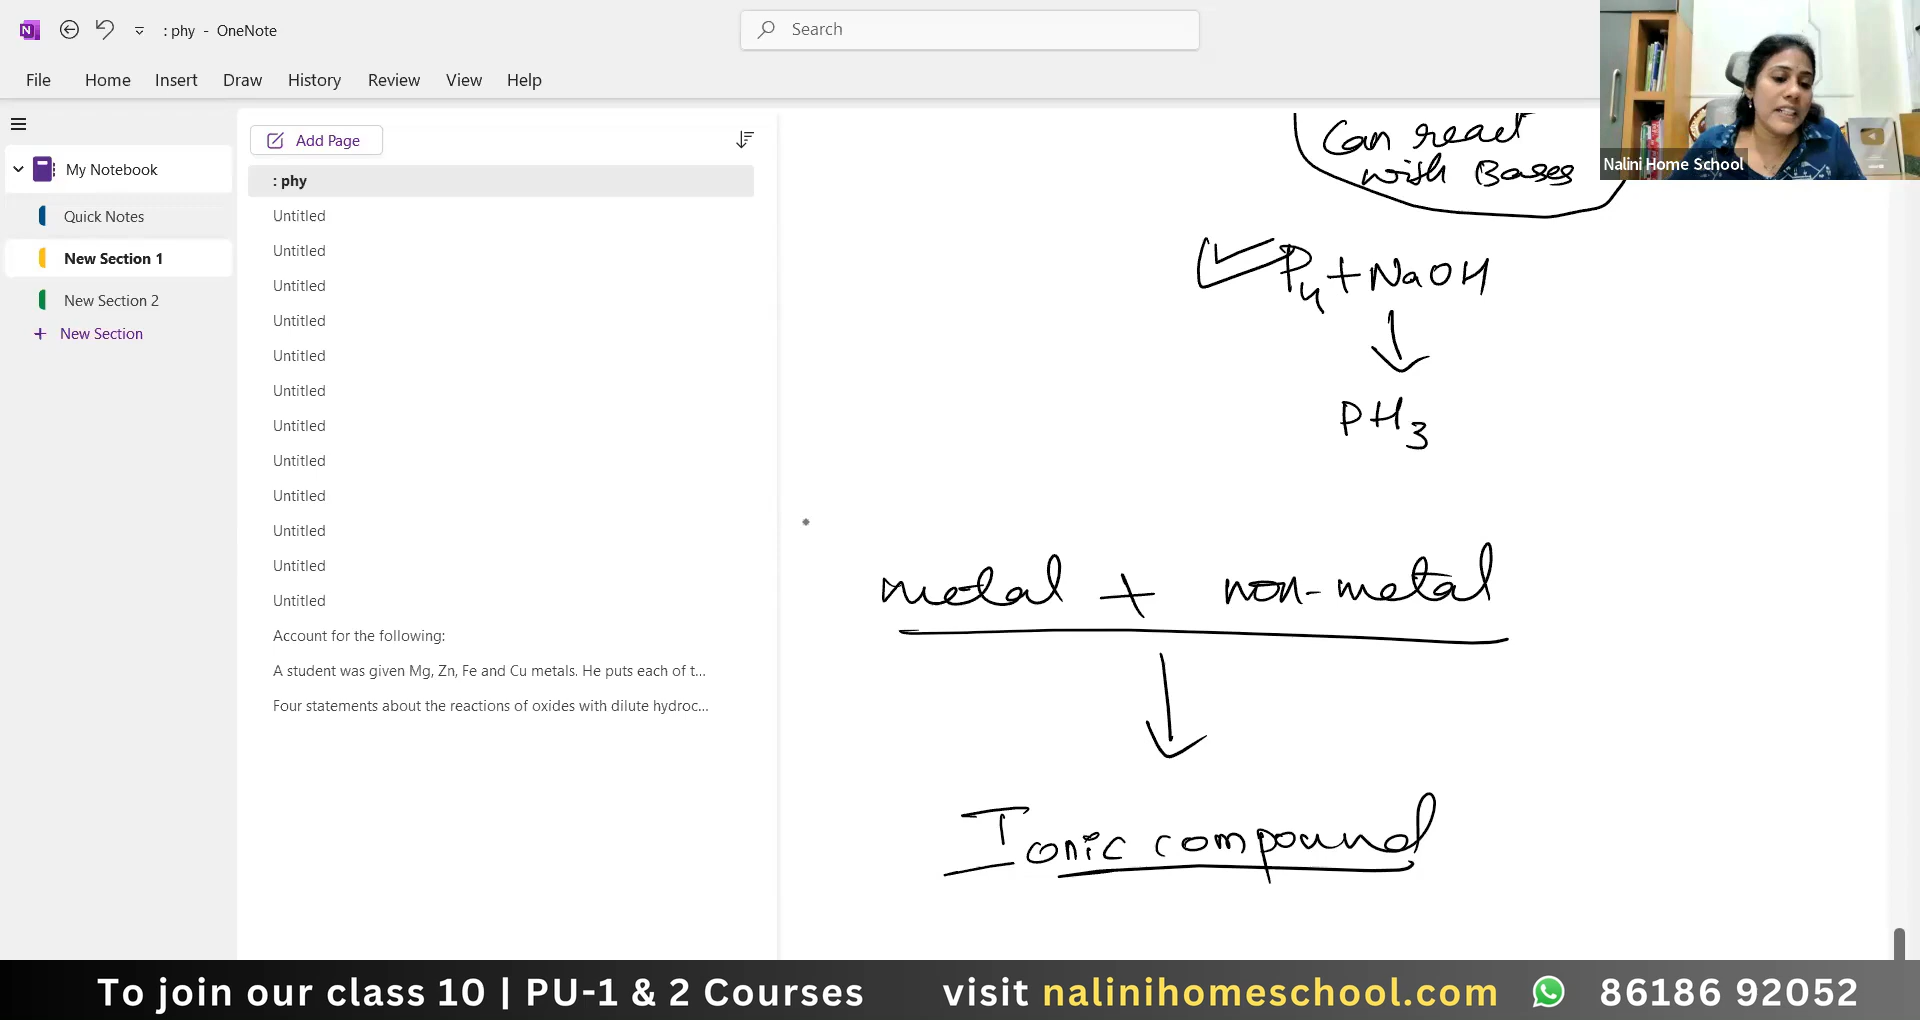 : phy - OneNote
Search
File Home Insert Draw History Review View Help
My Notebook
Quick Notes
New Section 1
New Section 2
+ New Section
Add Page
: phy
Untitled
Untitled
Untitled
Untitled
Untitled
Untitled
Untitled
Untitled
Untitled
Untitled
Untitled
Untitled
Account for the following:
A student was given Mg, Zn, Fe and Cu metals. He puts each of t...
Four statements about the reactions of oxides with dilute hydroc...
Can react
with Bases
P4 + NaOH
↓
PH3
metal + non-metal
↓
Ionic compound
Nalini Home School
To join our class 10 | PU-1 & 2 Courses visit nalinihomeschool.com 86186 92052